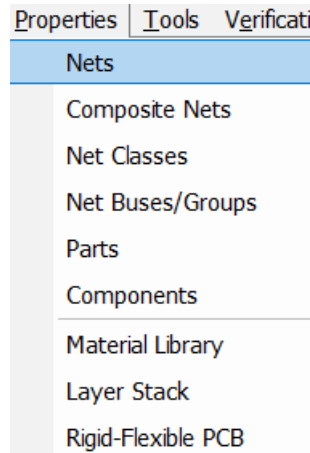 Properties Tools Verificati
Nets
Composite Nets
Net Classes
Net Buses/Groups
Parts
Components
Material Library
Layer Stack
Rigid-Flexible PCB